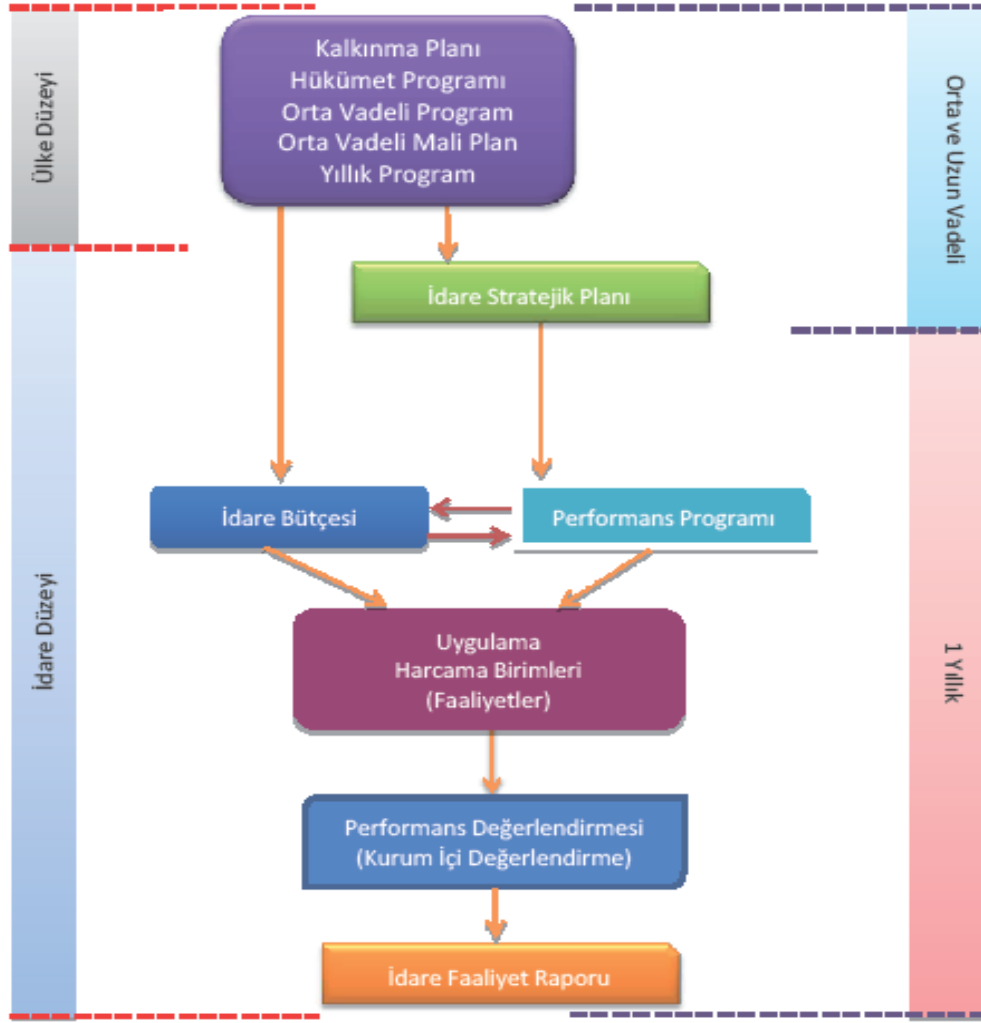 Ülke Düzeyi
Kalkınma Planı
Hükümet Programı
Orta Vadeli Program
Orta Vadeli Mali Plan
Yıllık Program
Orta ve Uzun Vadeli
İdare Stratejik Planı
İdare Düzeyi
İdare Bütçesi
Performans Programı
Uygulama
Harcama Birimleri
(Faaliyetler)
1 Yıllık
Performans Değerlendirmesi
(Kurum İçi Değerlendirme)
İdare Faaliyet Raporu